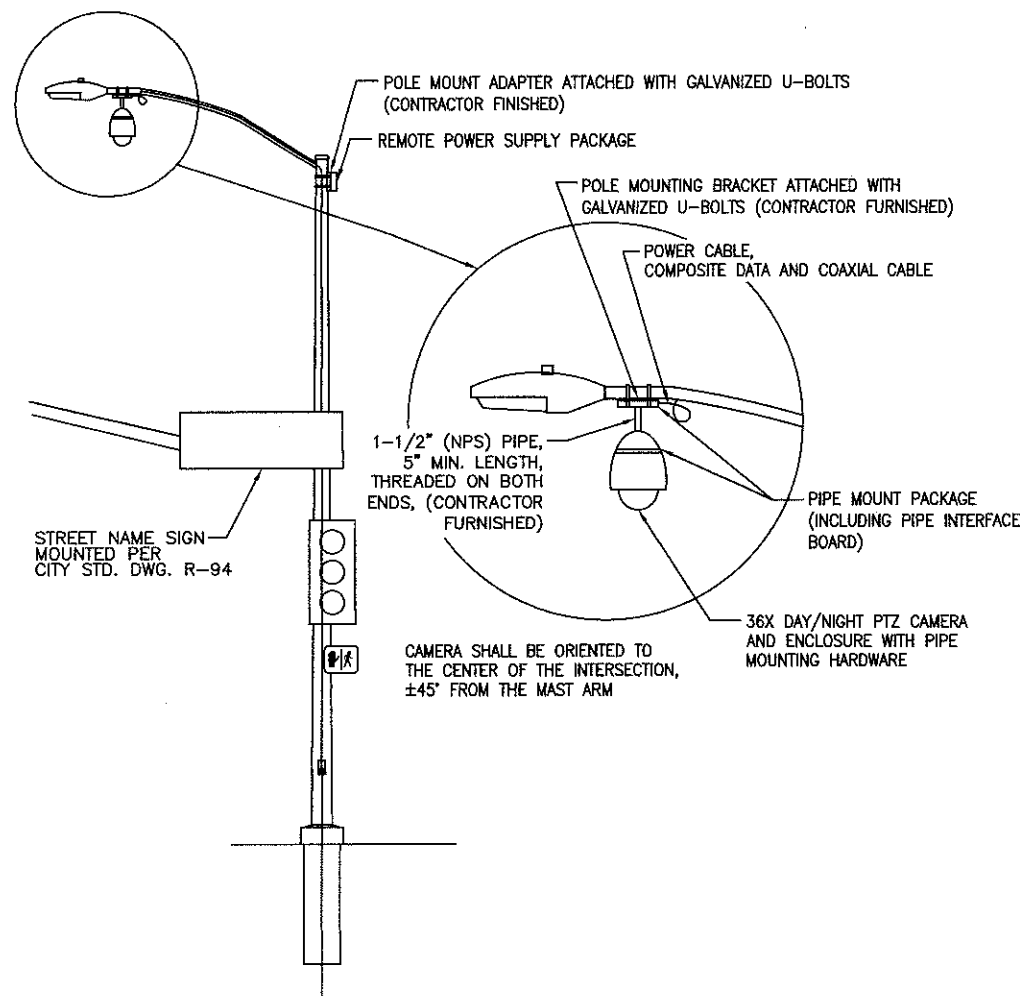 POLE MOUNT ADAPTER ATTACHED WITH GALVANIZED U-BOLTS
(CONTRACTOR FINISHED)
REMOTE POWER SUPPLY PACKAGE
POLE MOUNTING BRACKET ATTACHED WITH
GALVANIZED U-BOLTS (CONTRACTOR FURNISHED)
POWER CABLE,
COMPOSITE DATA AND COAXIAL CABLE
1-1/2" (NPS) PIPE,
5" MIN. LENGTH,
THREADED ON BOTH
ENDS, (CONTRACTOR
FURNISHED)
PIPE MOUNT PACKAGE
(INCLUDING PIPE INTERFACE
BOARD)
STREET NAME SIGN
MOUNTED PER
CITY STD. DWG. R-94
36X DAY/NIGHT PTZ CAMERA
AND ENCLOSURE WITH PIPE
MOUNTING HARDWARE
CAMERA SHALL BE ORIENTED TO
THE CENTER OF THE INTERSECTION,
±45° FROM THE MAST ARM